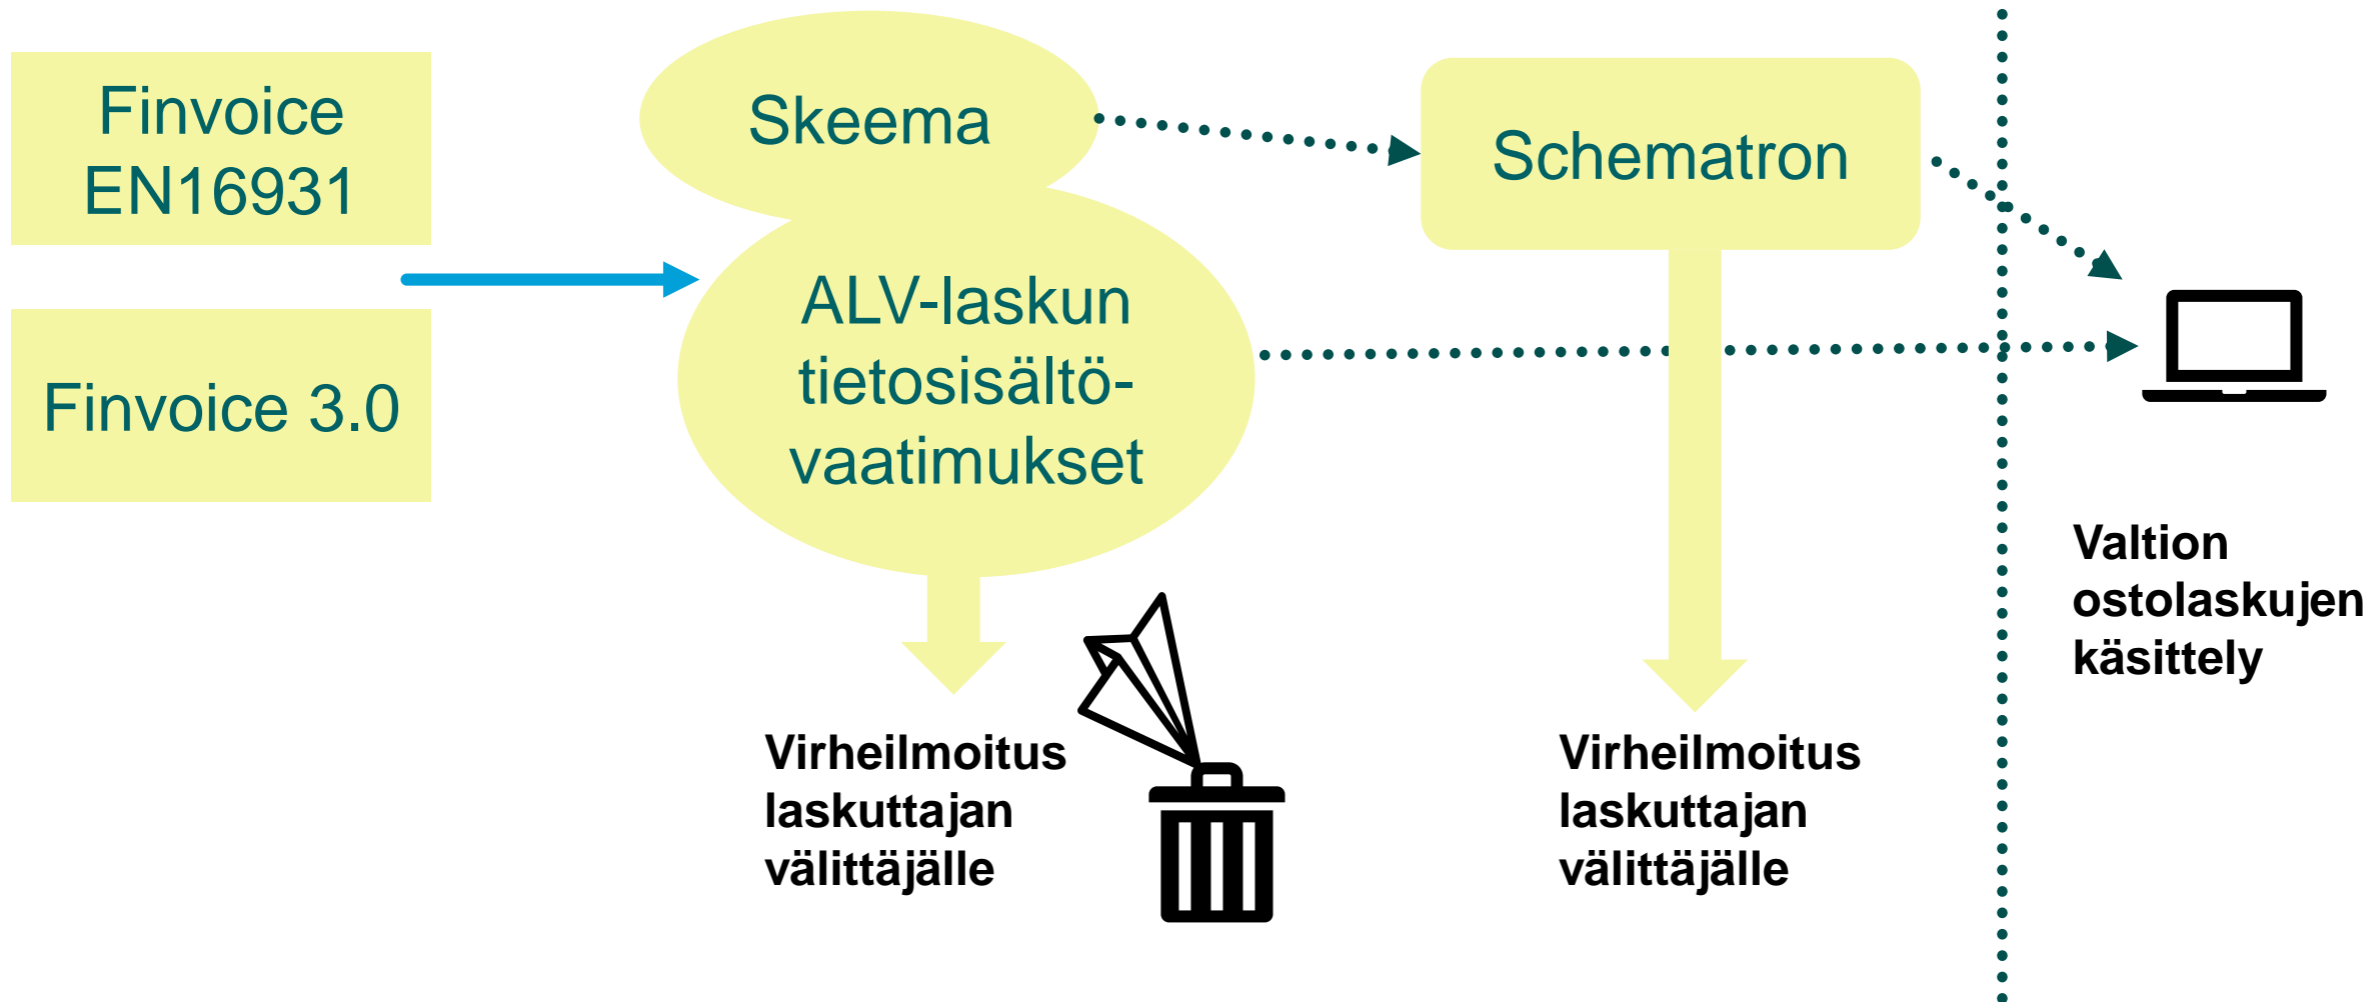 Finvoice
EN16931
Finvoice 3.0
Skeema
ALV-laskun
tietosisältö-
vaatimukset
Schematron
Virheilmoitus
laskuttajan
välittäjälle
Virheilmoitus
laskuttajan
välittäjälle
Valtion
ostolaskujen
käsittely